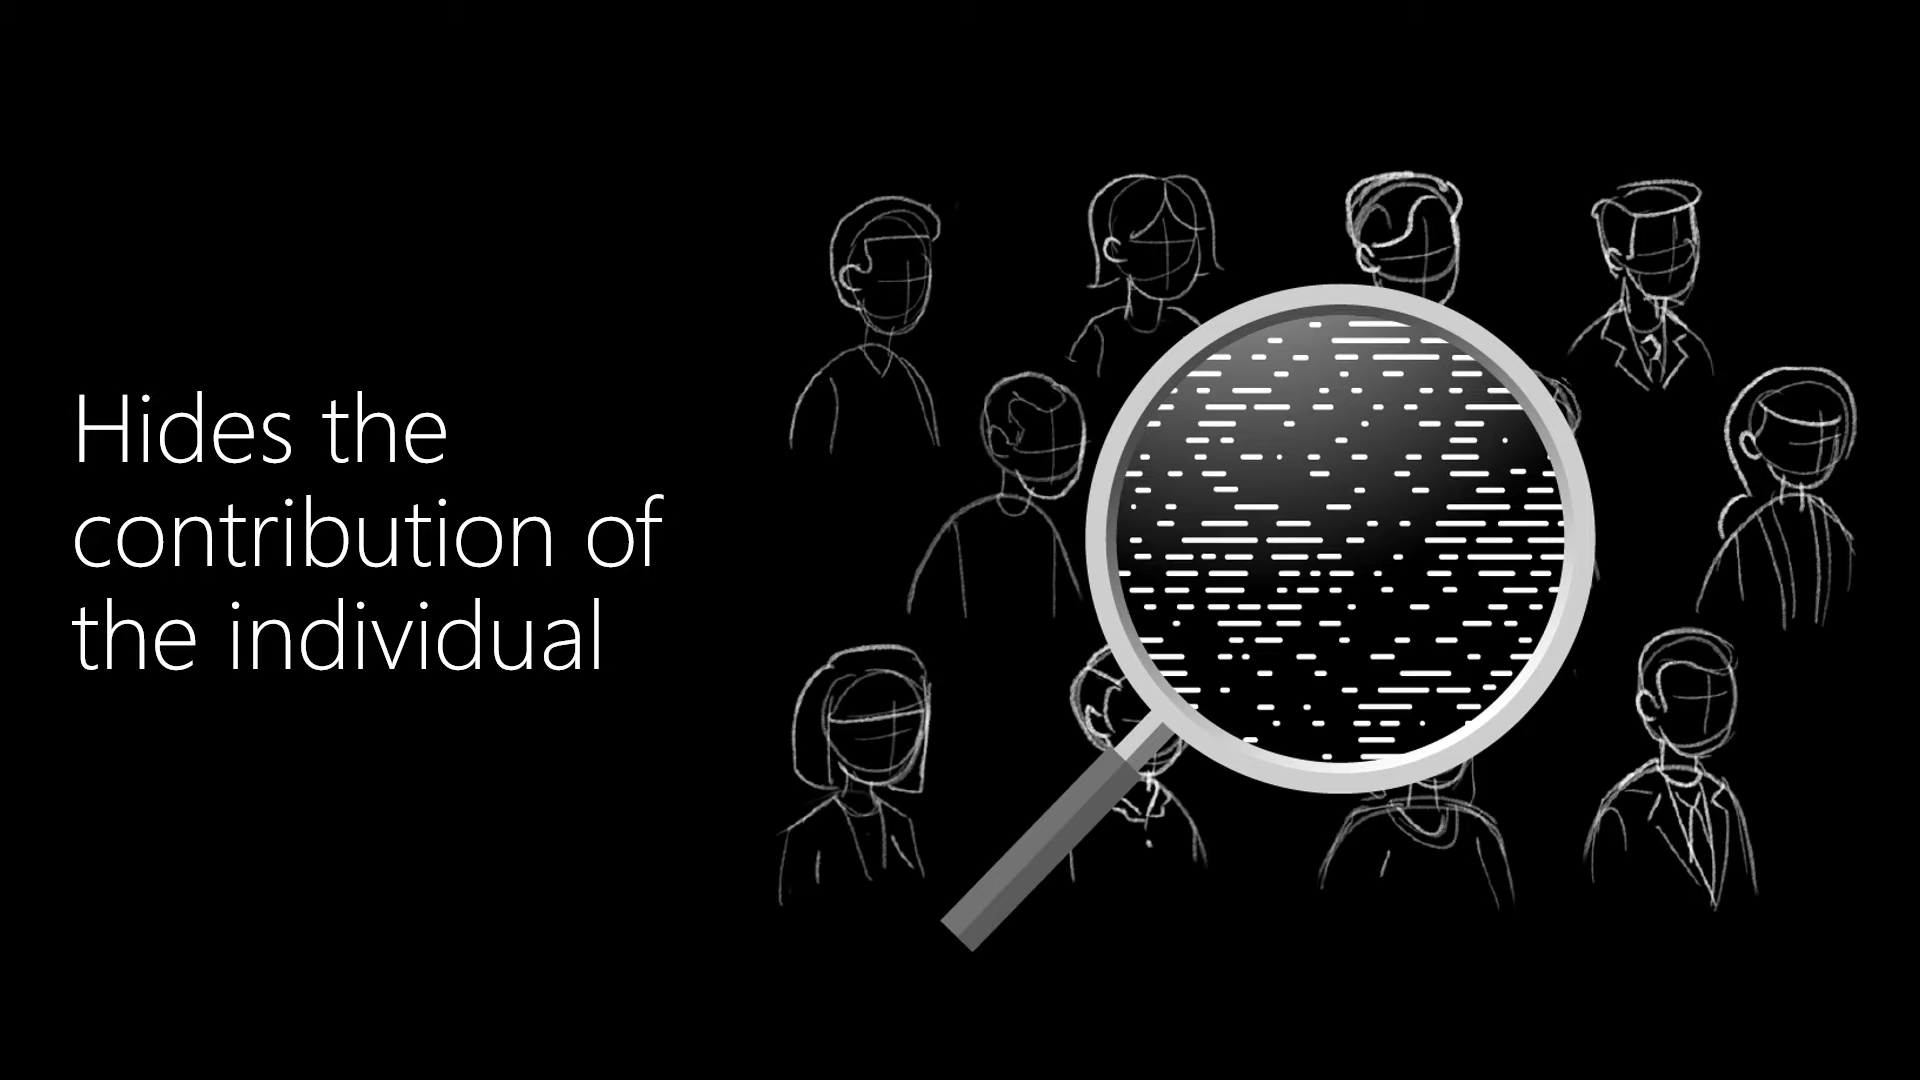 Hides the
contribution of
the individual